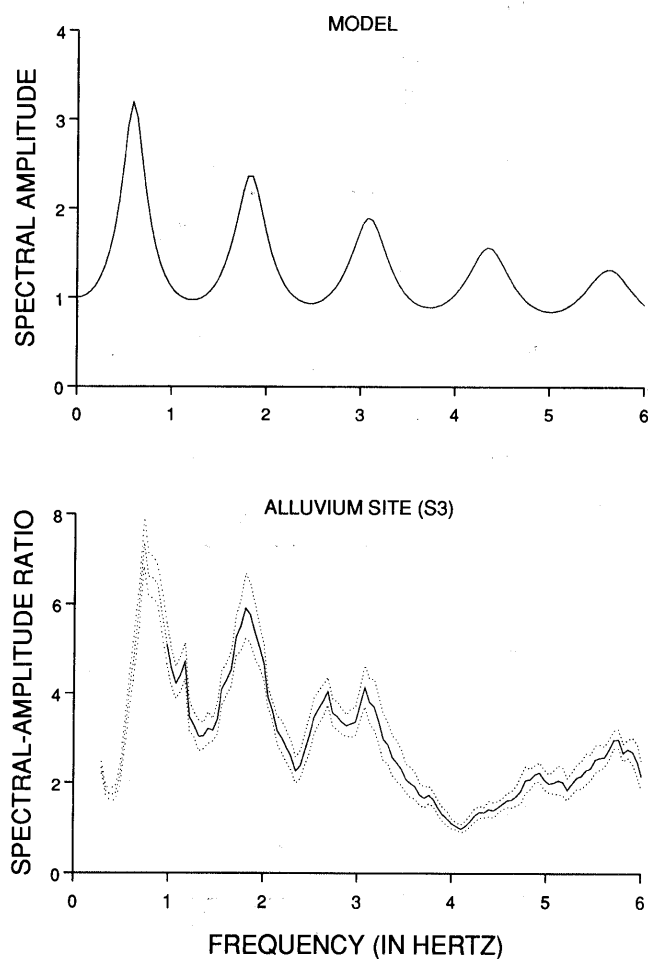 MODEL
SPECTRAL AMPLITUDE
4
3
2
1
0
0 1 2 3 4 5 6
ALLUVIUM SITE (S3)
SPECTRAL-AMPLITUDE RATIO
8
6
4
2
0
0 1 2 3 4 5 6
FREQUENCY (IN HERTZ)